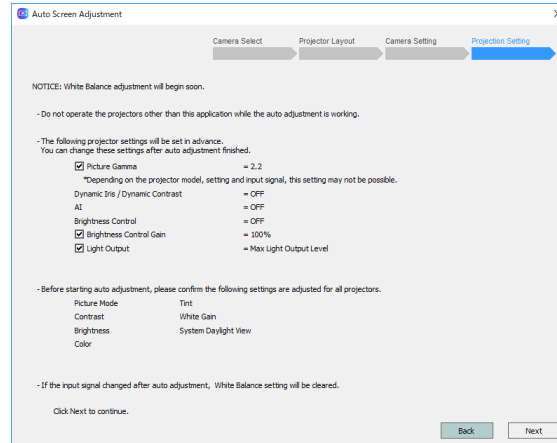 Auto Screen Adjustment
Camera Select Projector Layout Camera Setting Projection Setting
NOTICE: White Balance adjustment will begin soon.
- Do not operate the projectors other than this application while the auto adjustment is working.
- The following projector settings will be set in advance.
You can change these settings after auto adjustment finished.
Picture Gamma = 2.2
*Depending on the projector model, setting and input signal, this setting may not be possible.
Dynamic Iris / Dynamic Contrast = OFF
AI = OFF
Brightness Control = OFF
Brightness Control Gain = 100%
Light Output = Max Light Output Level
- Before starting auto adjustment, please confirm the following settings are adjusted for all projectors.
Picture Mode Tint
Contrast White Gain
Brightness System Daylight View
Color
- If the input signal changed after auto adjustment, White Balance setting will be cleared.
Click Next to continue.
Back Next